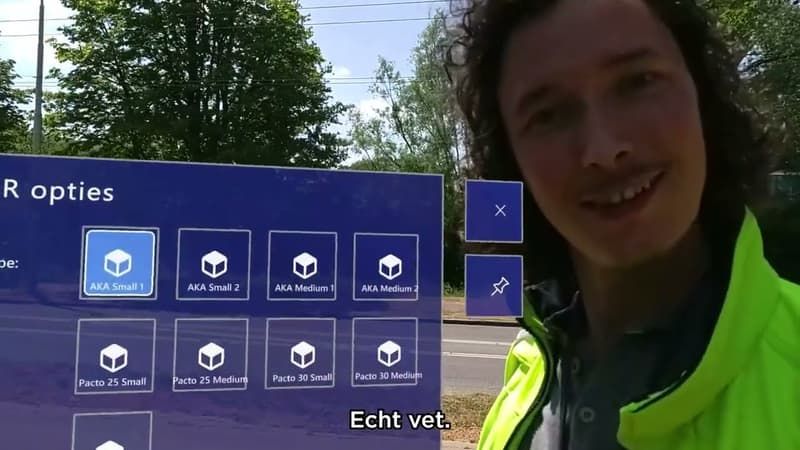 R opties
pe:
AKA Small 1
AKA Small 2
AKA Medium 1
AKA Medium 2
Pacto 25 Small
Pacto 25 Medium
Pacto 30 Small
Pacto 30 Medium
Echt vet.